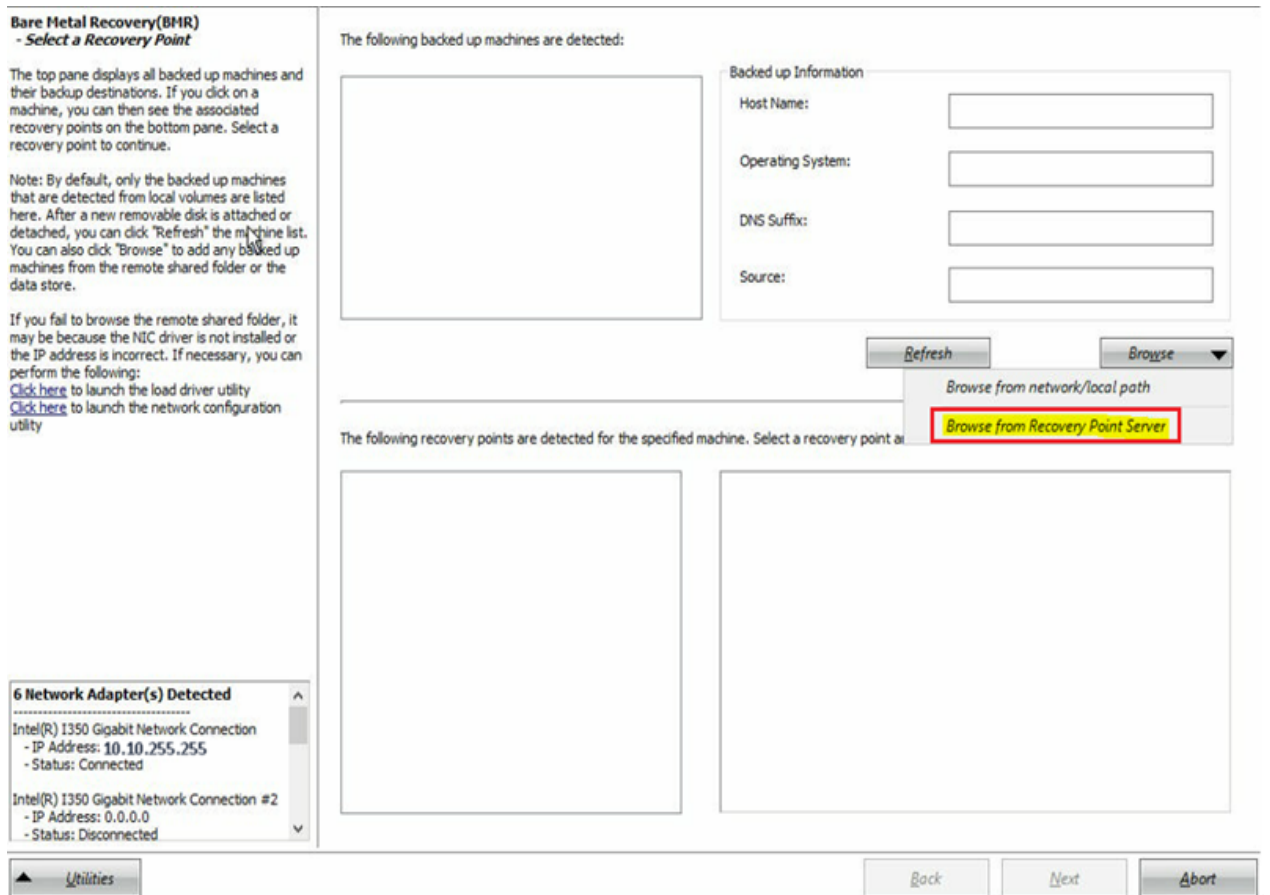 Bare Metal Recovery(BMR)
- Select a Recovery Point
The top pane displays all backed up machines and
their backup destinations. If you click on a
machine, you can then see the associated
recovery points on the bottom pane. Select a
recovery point to continue.
Note: By default, only the backed up machines
that are detected from local volumes are listed
here. After a new removable disk is attached or
detached, you can click "Refresh" the machine list.
You can also click "Browse" to add any backed up
machines from the remote shared folder or the
data store.
If you fail to browse the remote shared folder, it
may be because the NIC driver is not installed or
the IP address is incorrect. If necessary, you can
perform the following:
Click here to launch the load driver utility
Click here to launch the network configuration
utility
6 Network Adapter(s) Detected
------------------------------------
Intel(R) I350 Gigabit Network Connection
- IP Address: 10.10.255.255
- Status: Connected
Intel(R) I350 Gigabit Network Connection #2
- IP Address: 0.0.0.0
- Status: Disconnected
The following backed up machines are detected:
Backed up Information
Host Name:
Operating System:
DNS Suffix:
Source:
Refresh
Browse
Browse from network/local path
Browse from Recovery Point Server
The following recovery points are detected for the specified machine. Select a recovery point a
Utilities
Back
Next
Abort